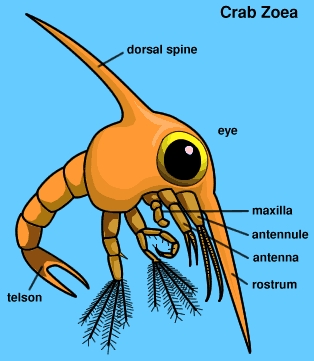 Crab Zoea
dorsal spine
eye
maxilla
antennule
antenna
rostrum
telson